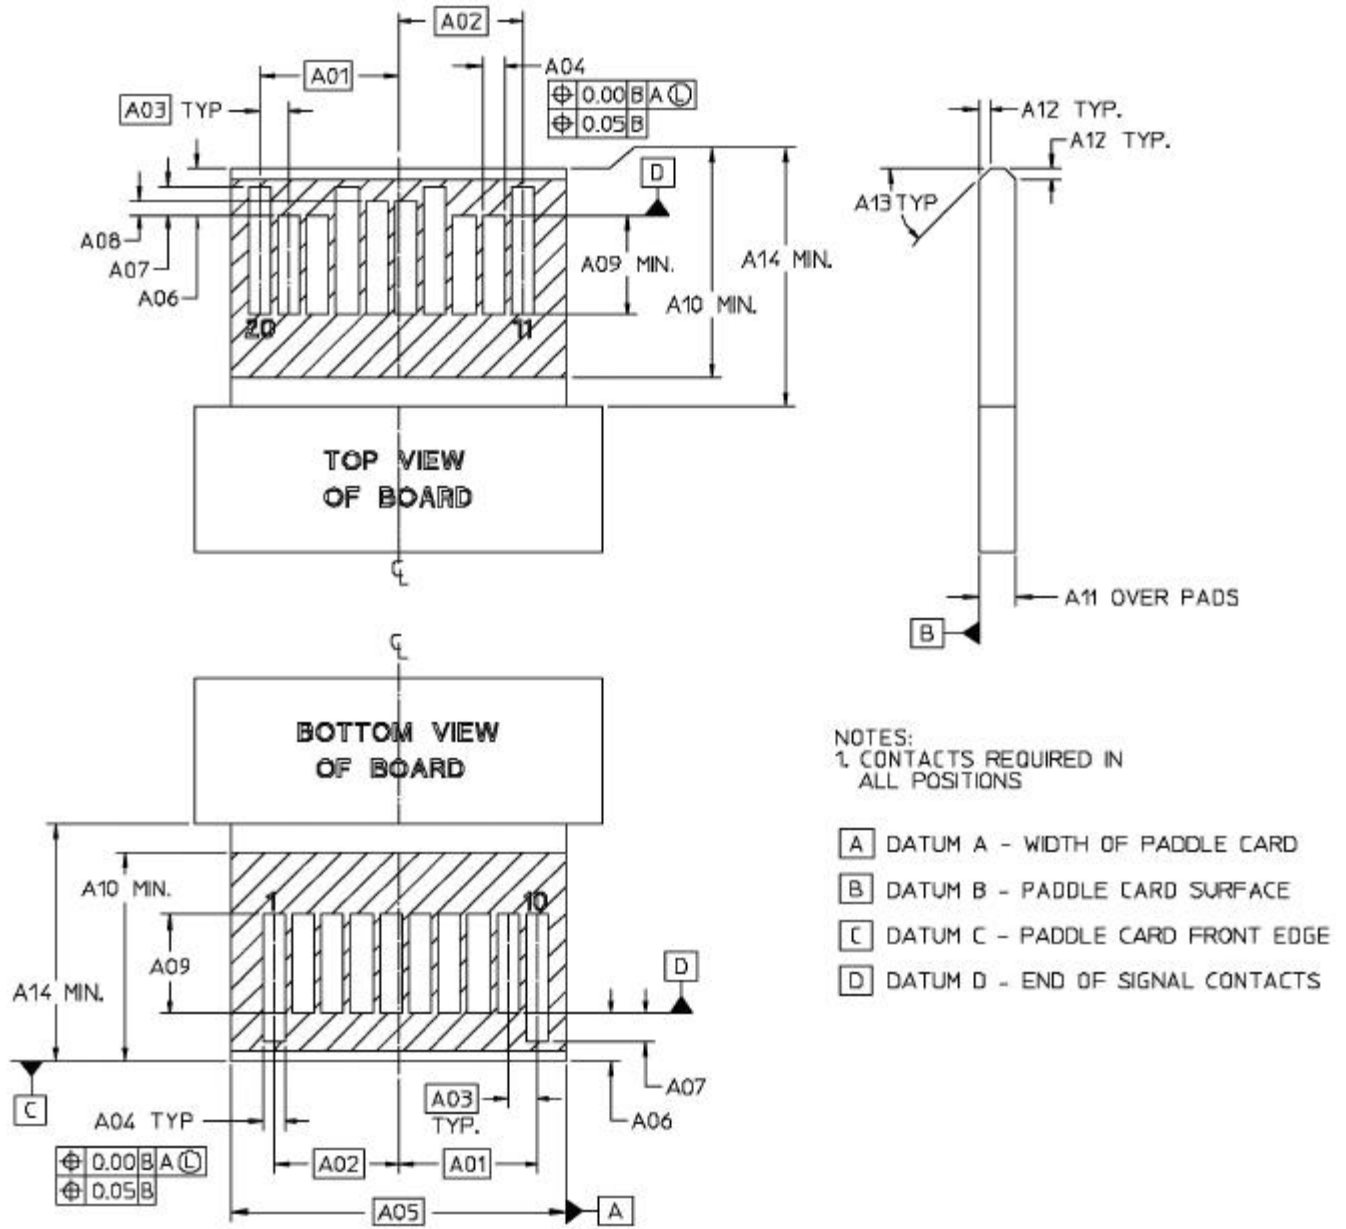 A02
A01
A04
A03 TYP
⌖ 0.00 B A Ⓛ
⌖ 0.05 B
A12 TYP.
A12 TYP.
D
A13 TYP
A08
A07
A06
A09 MIN.
A14 MIN.
A10 MIN.
20
11
TOP VIEW
OF BOARD
℄
A11 OVER PADS
B
℄
BOTTOM VIEW
OF BOARD
NOTES:
1. CONTACTS REQUIRED IN
ALL POSITIONS
A DATUM A - WIDTH OF PADDLE CARD
B DATUM B - PADDLE CARD SURFACE
C DATUM C - PADDLE CARD FRONT EDGE
D DATUM D - END OF SIGNAL CONTACTS
A10 MIN.
1
10
A09
D
A14 MIN.
A07
C
A04 TYP
A03
TYP.
A06
⌖ 0.00 B A Ⓛ
⌖ 0.05 B
A02
A01
A05
A